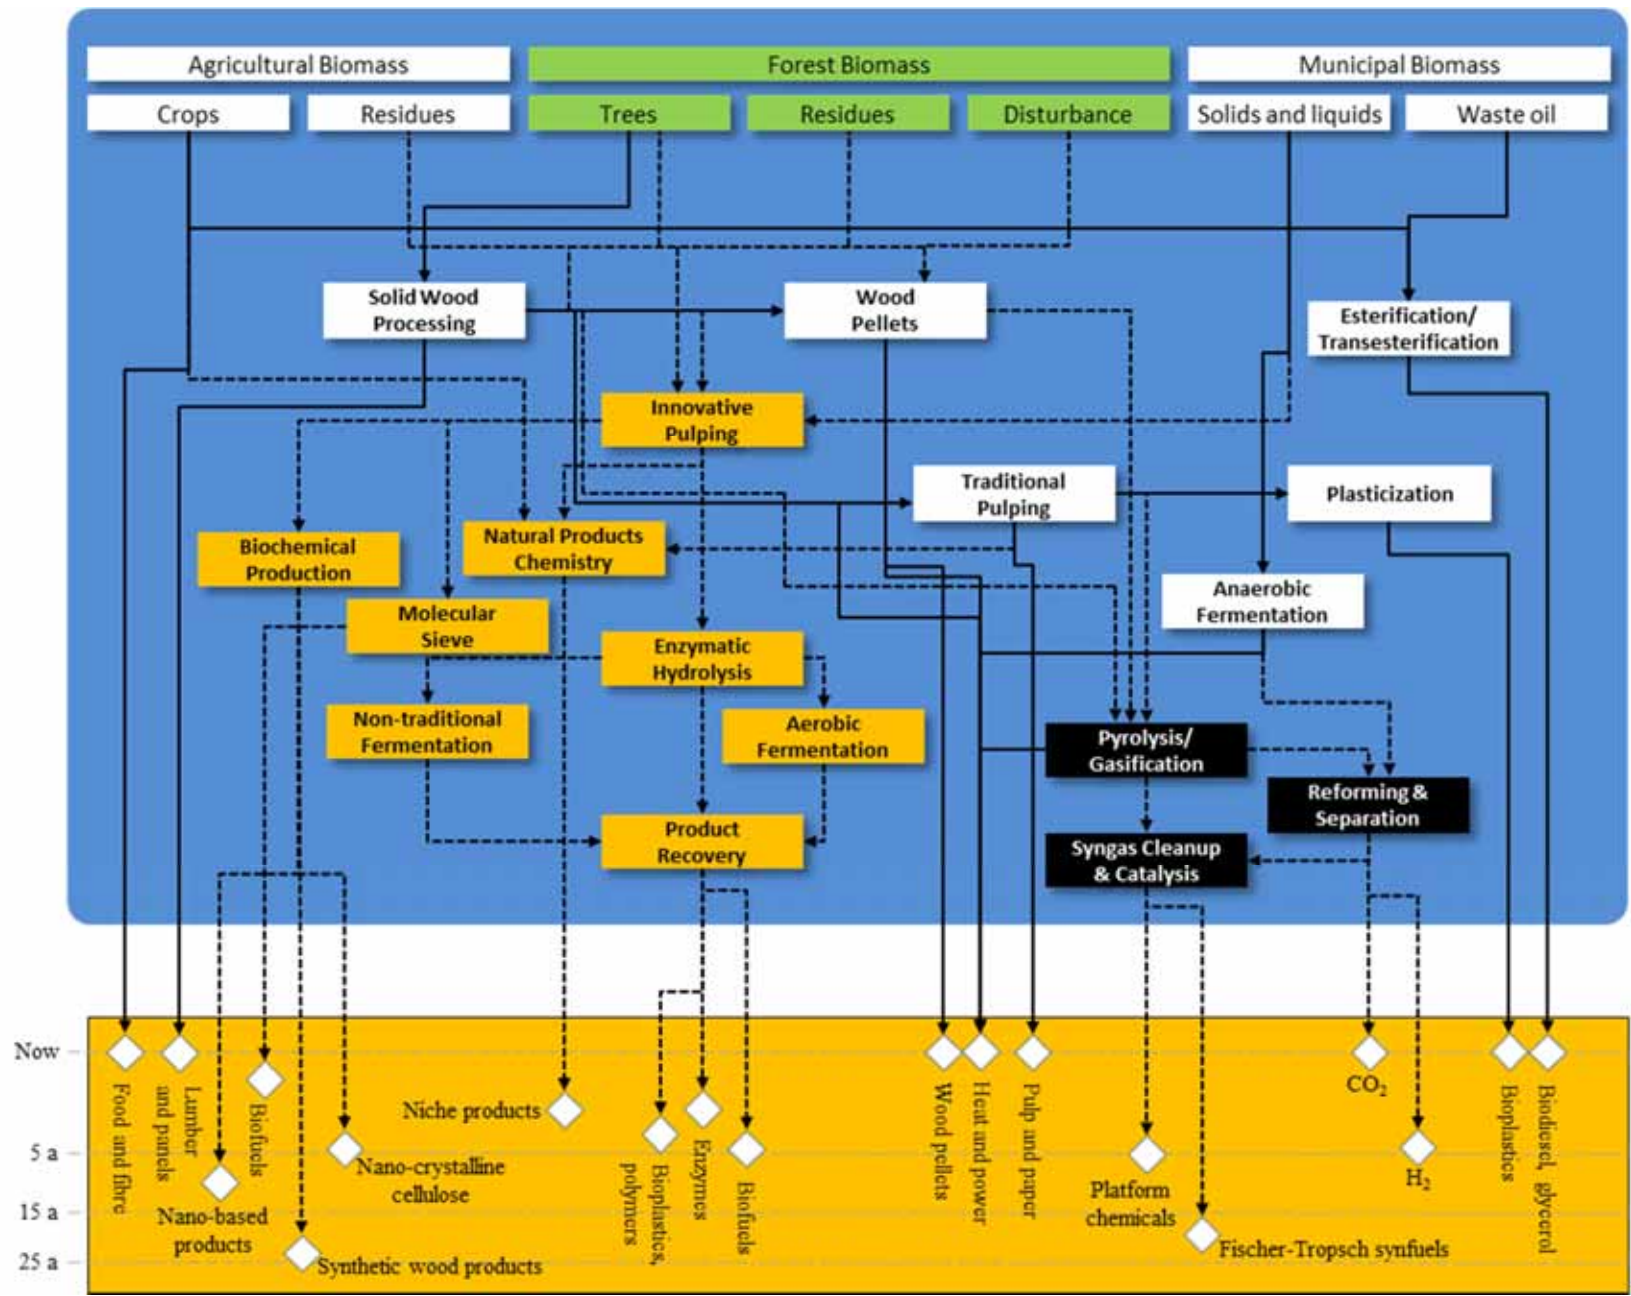 Agricultural Biomass
Forest Biomass
Municipal Biomass
Crops
Residues
Trees
Residues
Disturbance
Solids and liquids
Waste oil
Solid Wood
Processing
Wood
Pellets
Esterification/
Transesterification
Innovative
Pulping
Traditional
Pulping
Plasticization
Biochemical
Production
Natural Products
Chemistry
Anaerobic
Fermentation
Molecular
Sieve
Enzymatic
Hydrolysis
Non-traditional
Fermentation
Aerobic
Fermentation
Pyrolysis/
Gasification
Reforming &
Separation
Product
Recovery
Syngas Cleanup
& Catalysis
Now
5 a
15 a
25 a
Food and fibre
Lumber
and panels
Biofuels
Nano-based
products
Synthetic wood products
Nano-crystalline
cellulose
Niche products
Bioplastics,
polymers
Enzymes
Biofuels
Wood pellets
Heat and power
Pulp and paper
Platform
chemicals
Fischer-Tropsch synfuels
CO₂
H₂
Bioplastics
Biodiesel, glycerol